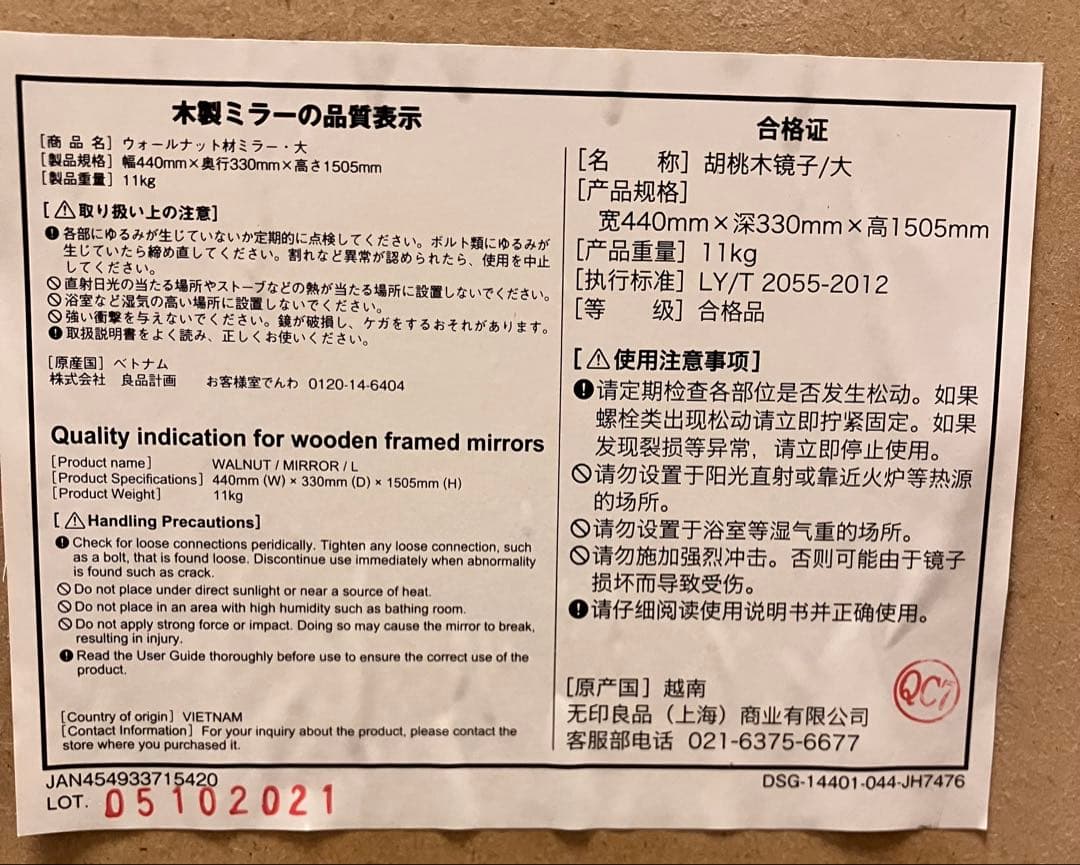 木製ミラーの品質表示
[商 品 名] ウォールナット材ミラー・大
[製品規格] 幅440mm×奥行330mm×高さ1505mm
[製品重量] 11kg
[⚠取り扱い上の注意]
各部にゆるみが生じていないか定期的に点検してください。ボルト類にゆるみが
生じていたら締め直してください。割れなど異常が認められたら、使用を中止
してください。
直射日光の当たる場所やストーブなどの熱が当たる場所に設置しないでください。
浴室など湿気の高い場所に設置しないでください。
強い衝撃を与えないでください。鏡が破損し、ケガをするおそれがあります。
取扱説明書をよく読み、正しくお使いください。
[原産国] ベトナム
株式会社 良品計画 お客様室でんわ 0120-14-6404
Quality indication for wooden framed mirrors
[Product name] WALNUT / MIRROR / L
[Product Specifications] 440mm (W) × 330mm (D) × 1505mm (H)
[Product Weight] 11kg
[⚠Handling Precautions]
Check for loose connections peridically. Tighten any loose connection, such
as a bolt, that is found loose. Discontinue use immediately when abnormality
is found such as crack.
Do not place under direct sunlight or near a source of heat.
Do not place in an area with high humidity such as bathing room.
Do not apply strong force or impact. Doing so may cause the mirror to break,
resulting in injury.
Read the User Guide thoroughly before use to ensure the correct use of the
product.
[Country of origin] VIETNAM
[Contact Information] For your inquiry about the product, please contact the
store where you purchased it.
合格证
[名 称] 胡桃木镜子/大
[产品规格]
宽440mm×深330mm×高1505mm
[产品重量] 11kg
[执行标准] LY/T 2055-2012
[等 级] 合格品
[⚠使用注意事项]
请定期检查各部位是否发生松动。如果
螺栓类出现松动请立即拧紧固定。如果
发现裂损等异常，请立即停止使用。
请勿设置于阳光直射或靠近火炉等热源
的场所。
请勿设置于浴室等湿气重的场所。
请勿施加强烈冲击。否则可能由于镜子
损坏而导致受伤。
请仔细阅读使用说明书并正确使用。
[原产国] 越南
无印良品（上海）商业有限公司
客服部电话 021-6375-6677
JAN454933715420
LOT. 05102021
DSG-14401-044-JH7476